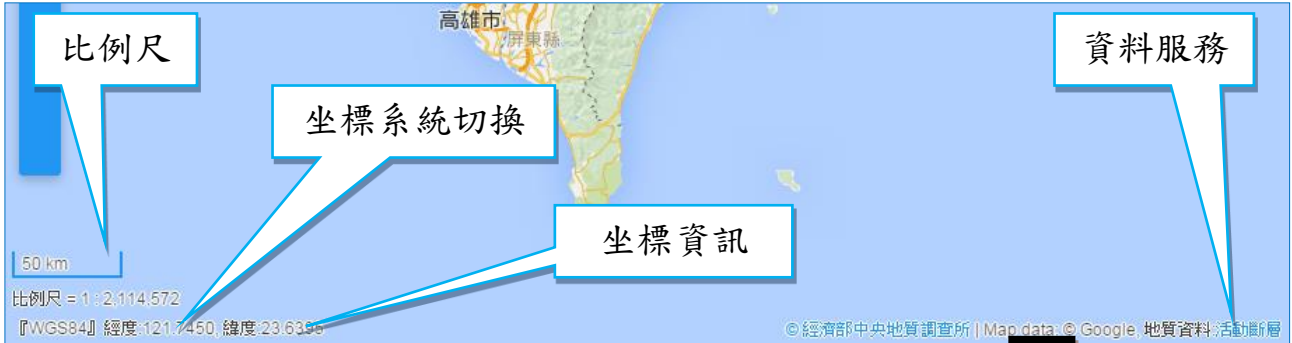 高雄市
屏東縣
比例尺
資料服務
坐標系統切換
坐標資訊
50 km
比例尺 = 1 : 2,114,572
『WGS84』 經度:121.7450, 緯度:23.6396
©經濟部中央地質調查所 | Map data: © Google, 地質資料:活動斷層